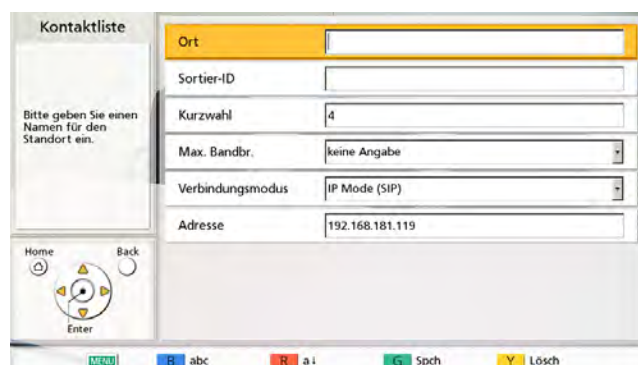 Kontaktliste
Bitte geben Sie einen
Namen für den
Standort ein.
Ort
Sortier-ID
Kurzwahl 4
Max. Bandbr. keine Angabe
Verbindungsmodus IP Mode (SIP)
Adresse 192.168.181.119
Home Back
Enter
MENU B abc R a↓ G Spch Y Lösch